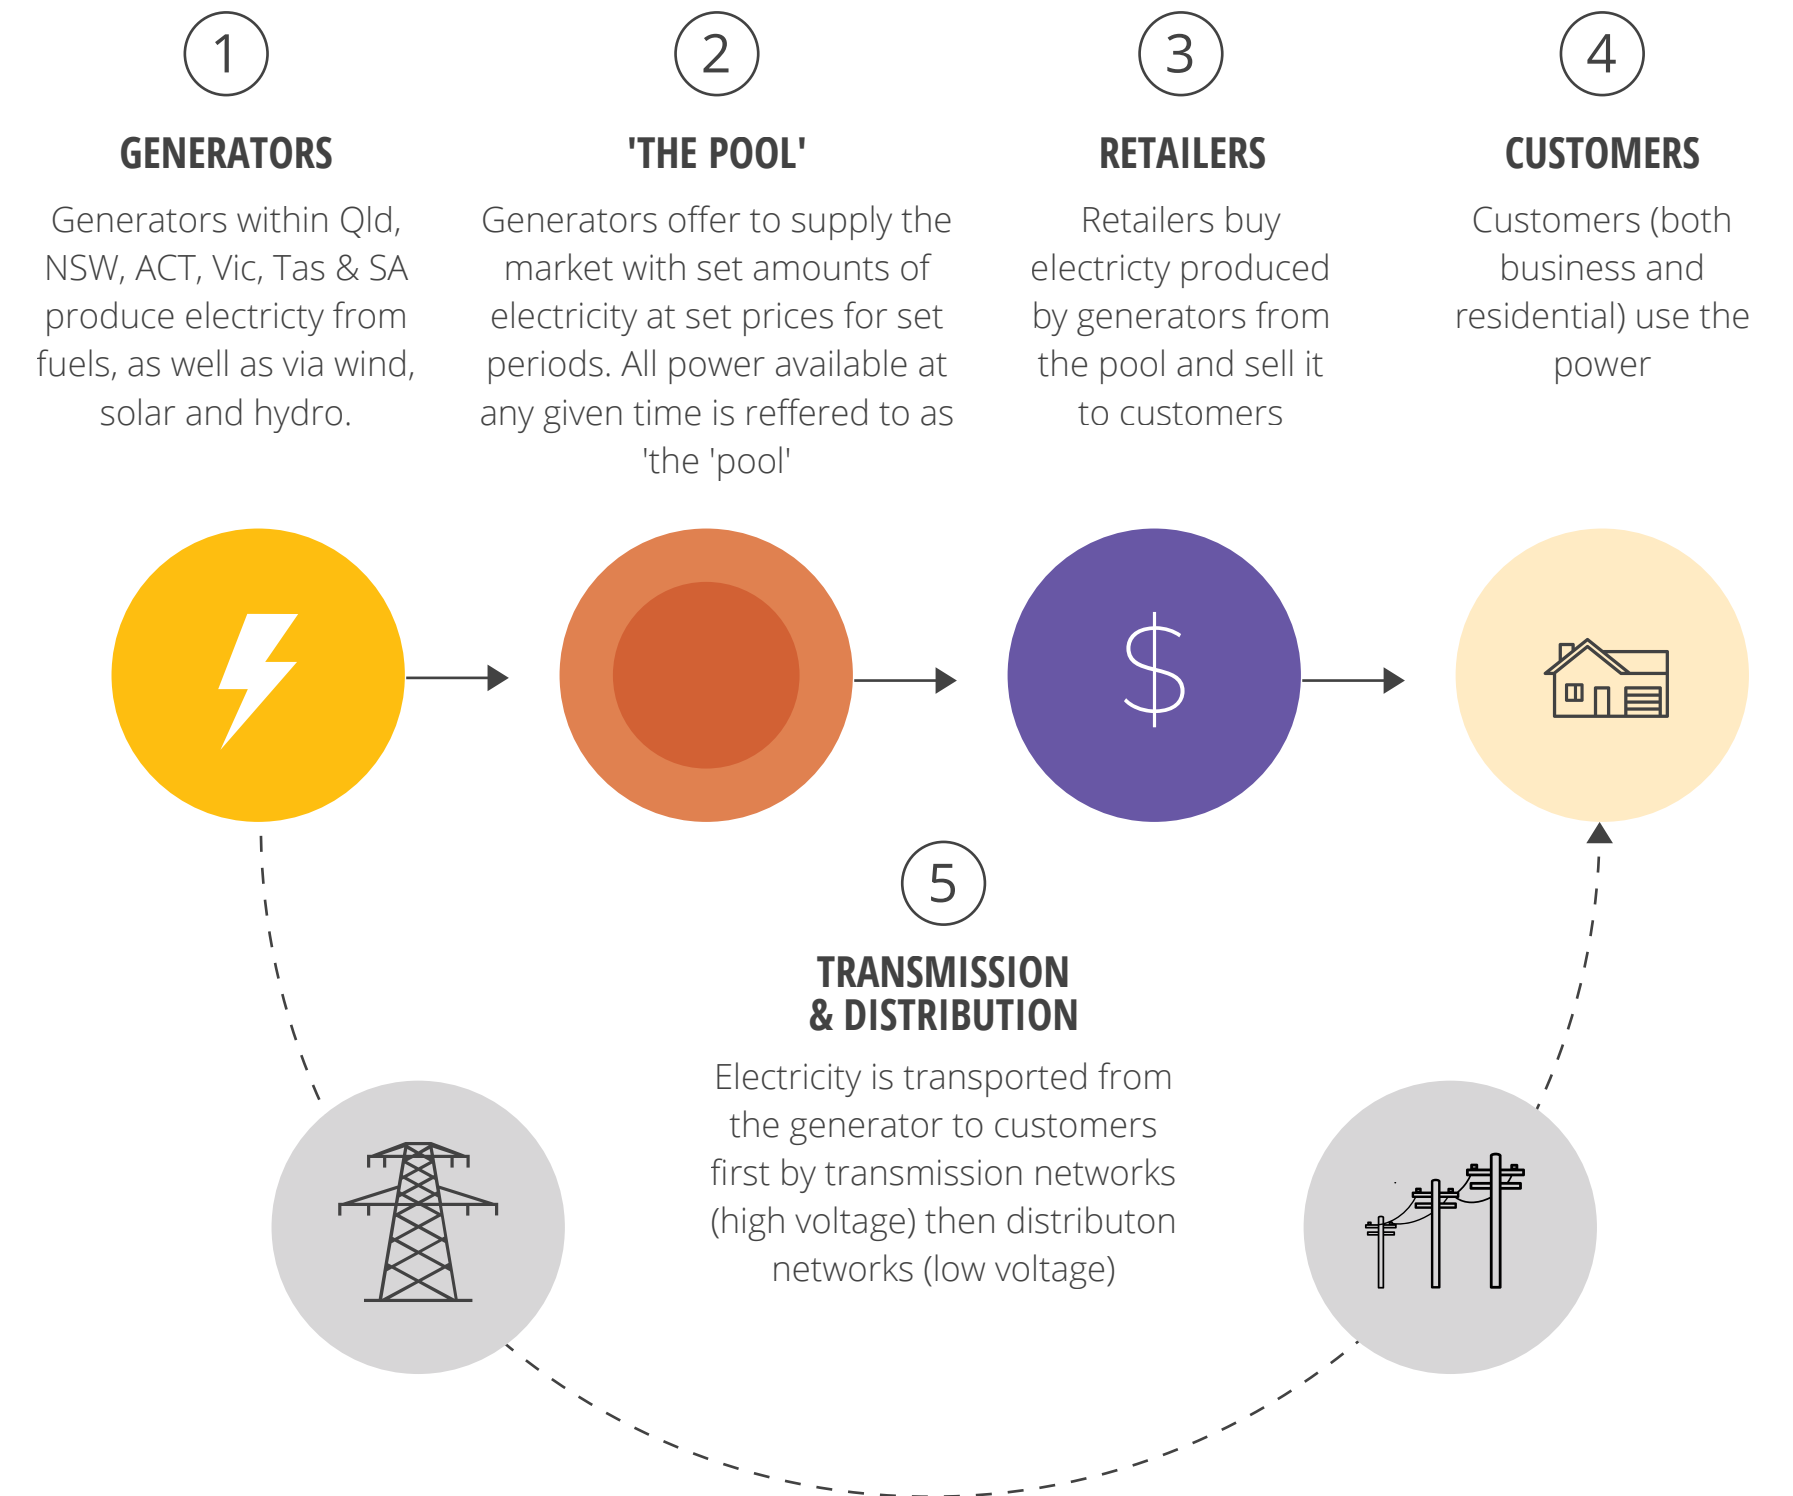 1
GENERATORS
Generators within Qld,
NSW, ACT, Vic, Tas & SA
produce electricty from
fuels, as well as via wind,
solar and hydro.
2
'THE POOL'
Generators offer to supply the
market with set amounts of
electricity at set prices for set
periods. All power available at
any given time is reffered to as
'the 'pool'
3
RETAILERS
Retailers buy
electricty produced
by generators from
the pool and sell it
to customers
4
CUSTOMERS
Customers (both
business and
residential) use the
power
$
5
TRANSMISSION
& DISTRIBUTION
Electricity is transported from
the generator to customers
first by transmission networks
(high voltage) then distributon
networks (low voltage)